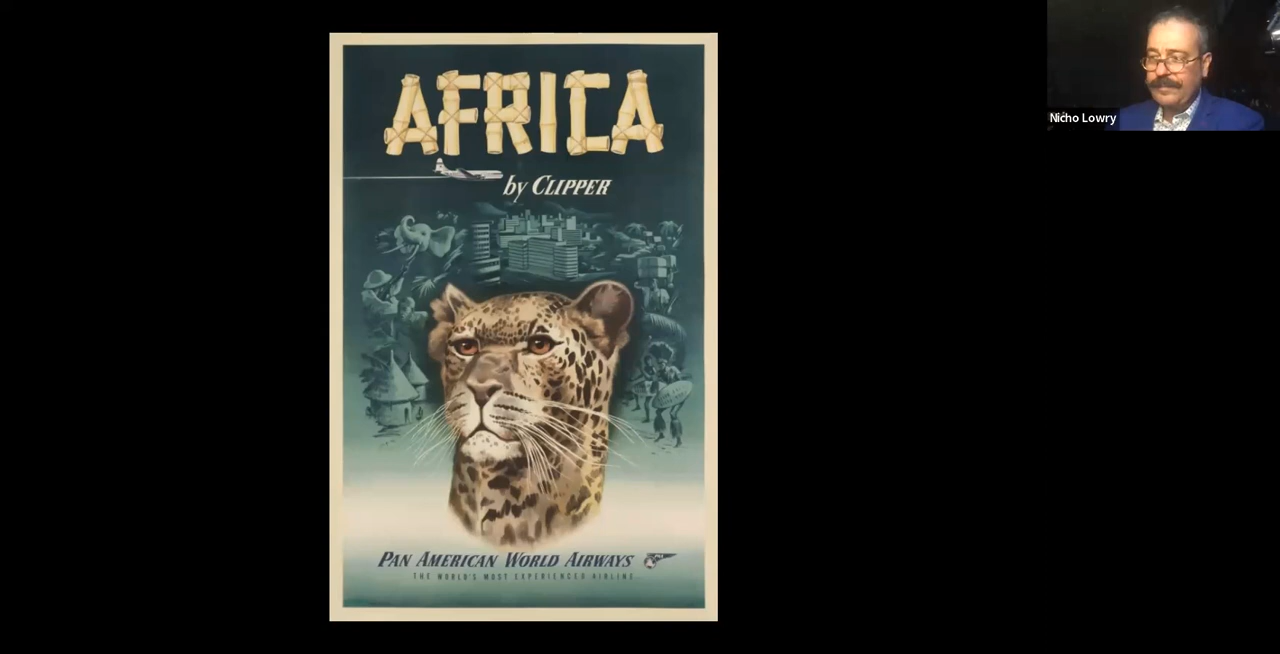 AFRICA
by CLIPPER
PAN AMERICAN WORLD AIRWAYS
THE WORLD'S MOST EXPERIENCED AIRLINE
Nicho Lowry